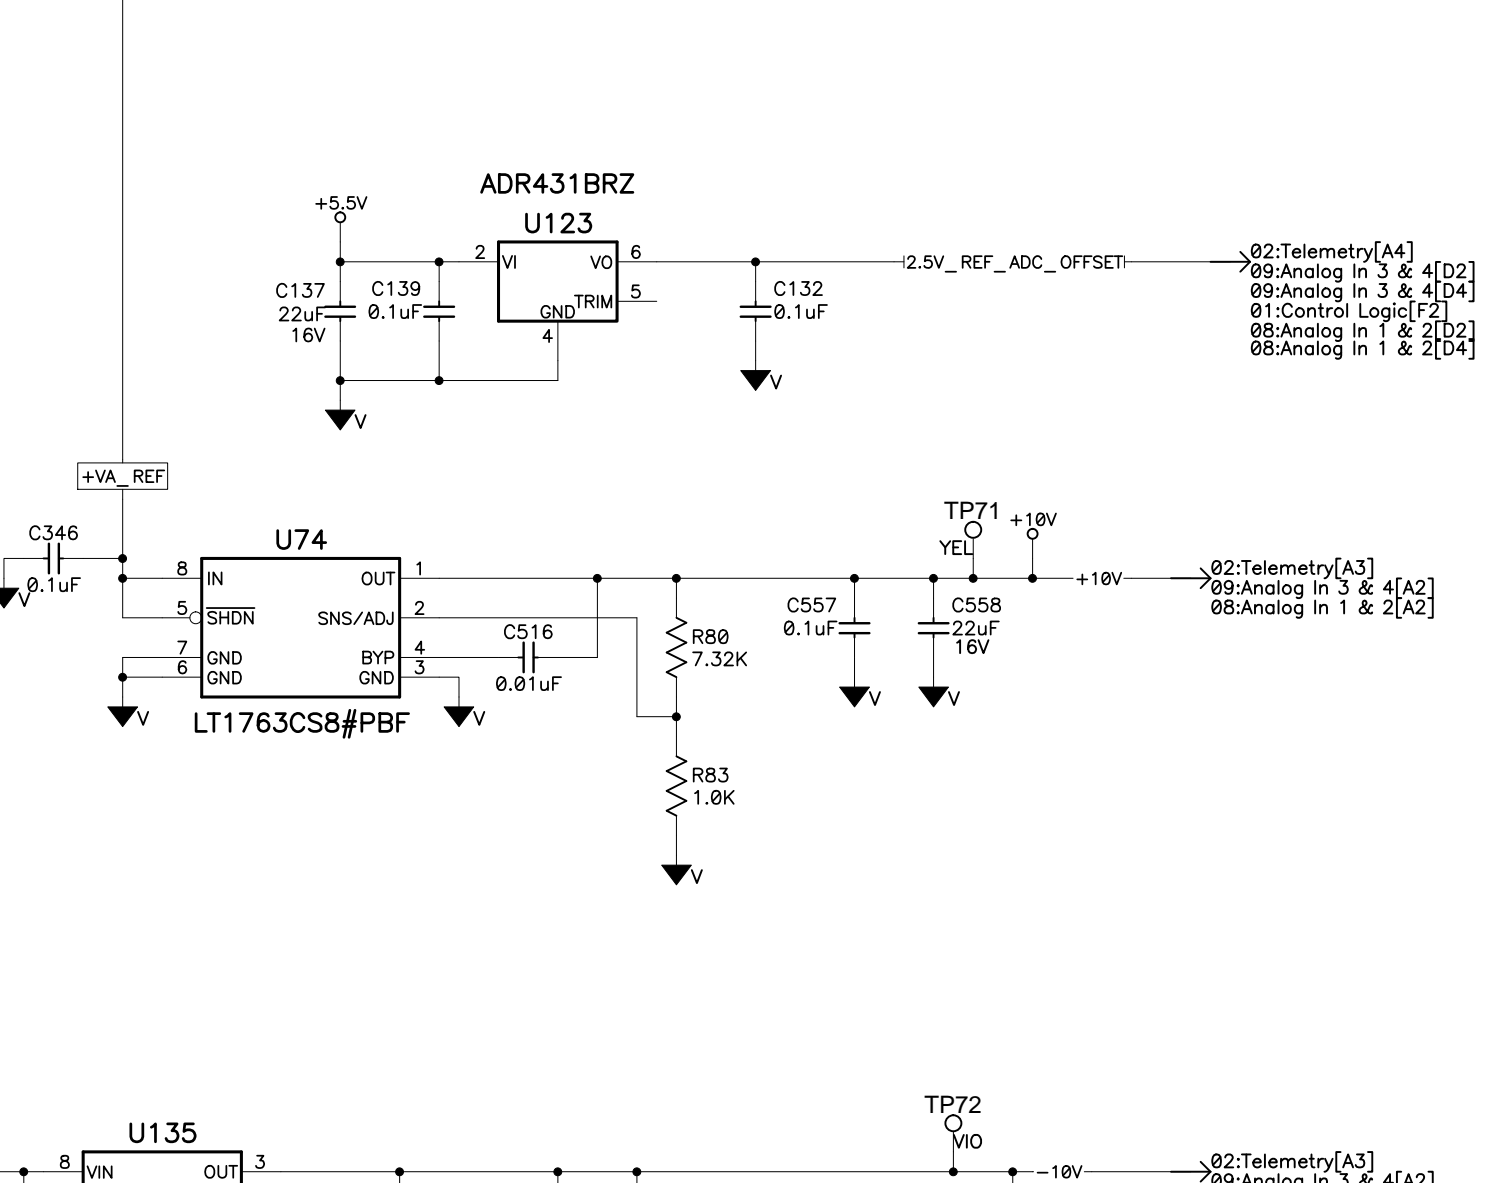 ADR431BRZ
U123
+5.5V
2
VI
VO
6
TRIM
5
GND
4
C137
22uF
16V
C139
0.1uF
V
C132
0.1uF
V
2.5V_REF_ADC_OFFSET
02:Telemetry[A4]
09:Analog In 3 & 4[D2]
09:Analog In 3 & 4[D4]
01:Control Logic[F2]
08:Analog In 1 & 2[D2]
08:Analog In 1 & 2[D4]
+VA_REF
C346
0.1uF
V
U74
8
IN
5
SHDN
7
GND
6
GND
V
OUT
1
SNS/ADJ
2
BYP
4
GND
3
V
LT1763CS8#PBF
C516
0.01uF
R80
7.32K
R83
1.0K
V
C557
0.1uF
V
C558
22uF
16V
V
TP71
YEL
+10V
+10V
02:Telemetry[A3]
09:Analog In 3 & 4[A2]
08:Analog In 1 & 2[A2]
U135
8
VIN
OUT
3
TP72
VIO
-10V
02:Telemetry[A3]
09:Analog In 3 & 4[A2]